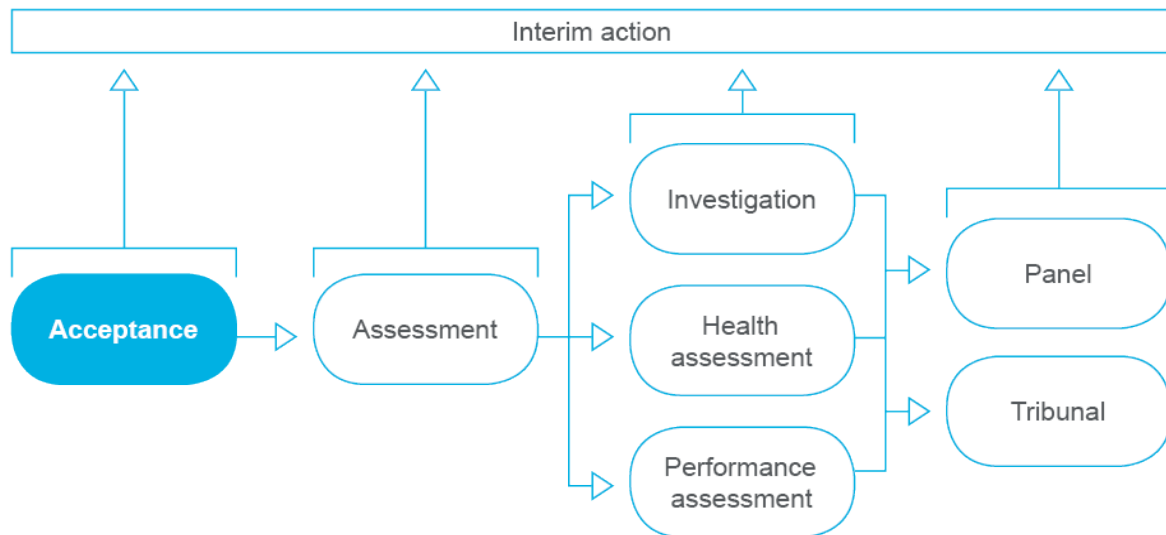 Interim action
Acceptance
Assessment
Investigation
Health
assessment
Performance
assessment
Panel
Tribunal